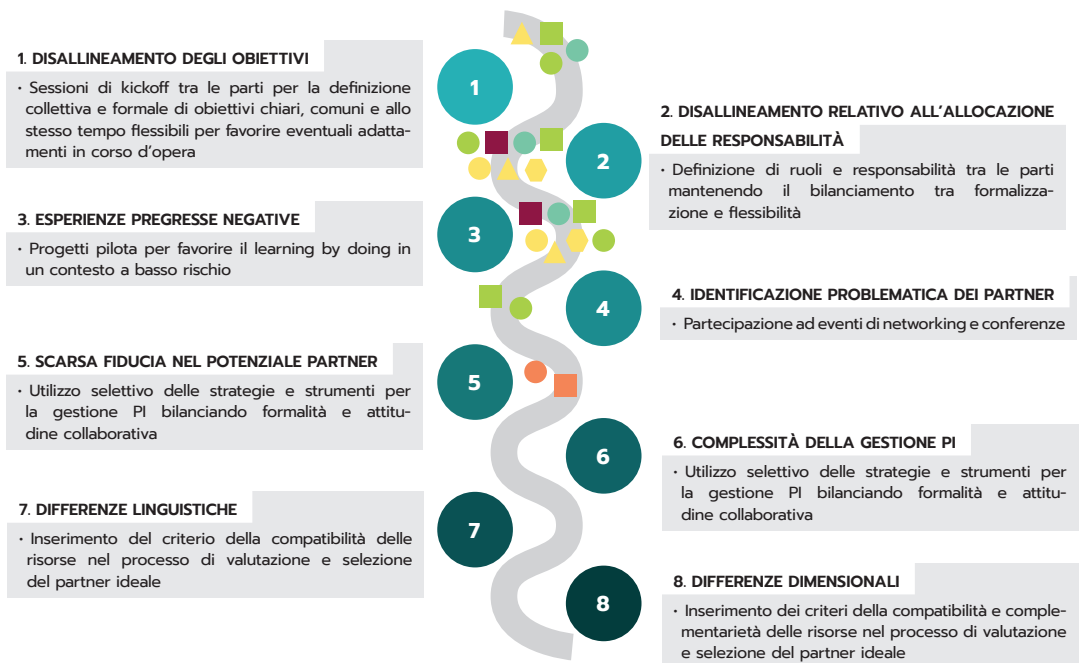 1. DISALLINEAMENTO DEGLI OBIETTIVI
• Sessioni di kickoff tra le parti per la definizione
collettiva e formale di obiettivi chiari, comuni e allo
stesso tempo flessibili per favorire eventuali adatta-
menti in corso d'opera
1
2. DISALLINEAMENTO RELATIVO ALL'ALLOCAZIONE
DELLE RESPONSABILITÀ
• Definizione di ruoli e responsabilità tra le parti
mantenendo il bilanciamento tra formalizza-
zione e flessibilità
2
3. ESPERIENZE PREGRESSE NEGATIVE
• Progetti pilota per favorire il learning by doing in
un contesto a basso rischio
3
4. IDENTIFICAZIONE PROBLEMATICA DEI PARTNER
• Partecipazione ad eventi di networking e conferenze
4
5. SCARSA FIDUCIA NEL POTENZIALE PARTNER
• Utilizzo selettivo delle strategie e strumenti per
la gestione PI bilanciando formalità e attitu-
dine collaborativa
5
6. COMPLESSITÀ DELLA GESTIONE PI
• Utilizzo selettivo delle strategie e strumenti per
la gestione PI bilanciando formalità e attitu-
dine collaborativa
6
7. DIFFERENZE LINGUISTICHE
• Inserimento del criterio della compatibilità delle
risorse nel processo di valutazione e selezione
del partner ideale
7
8. DIFFERENZE DIMENSIONALI
• Inserimento dei criteri della compatibilità e comple-
mentarietà delle risorse nel processo di valutazione
e selezione del partner ideale
8